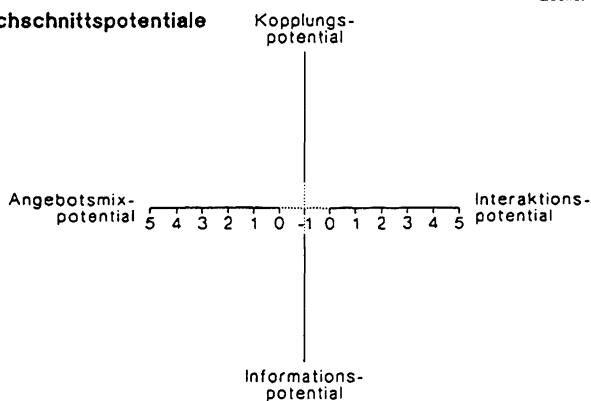 chschnittspotentiale
Kopplungs-
potential
Angebotsmix-
potential
5 4 3 2 1 0 -1 0 1 2 3 4 5
Interaktions-
potential
Informations-
potential